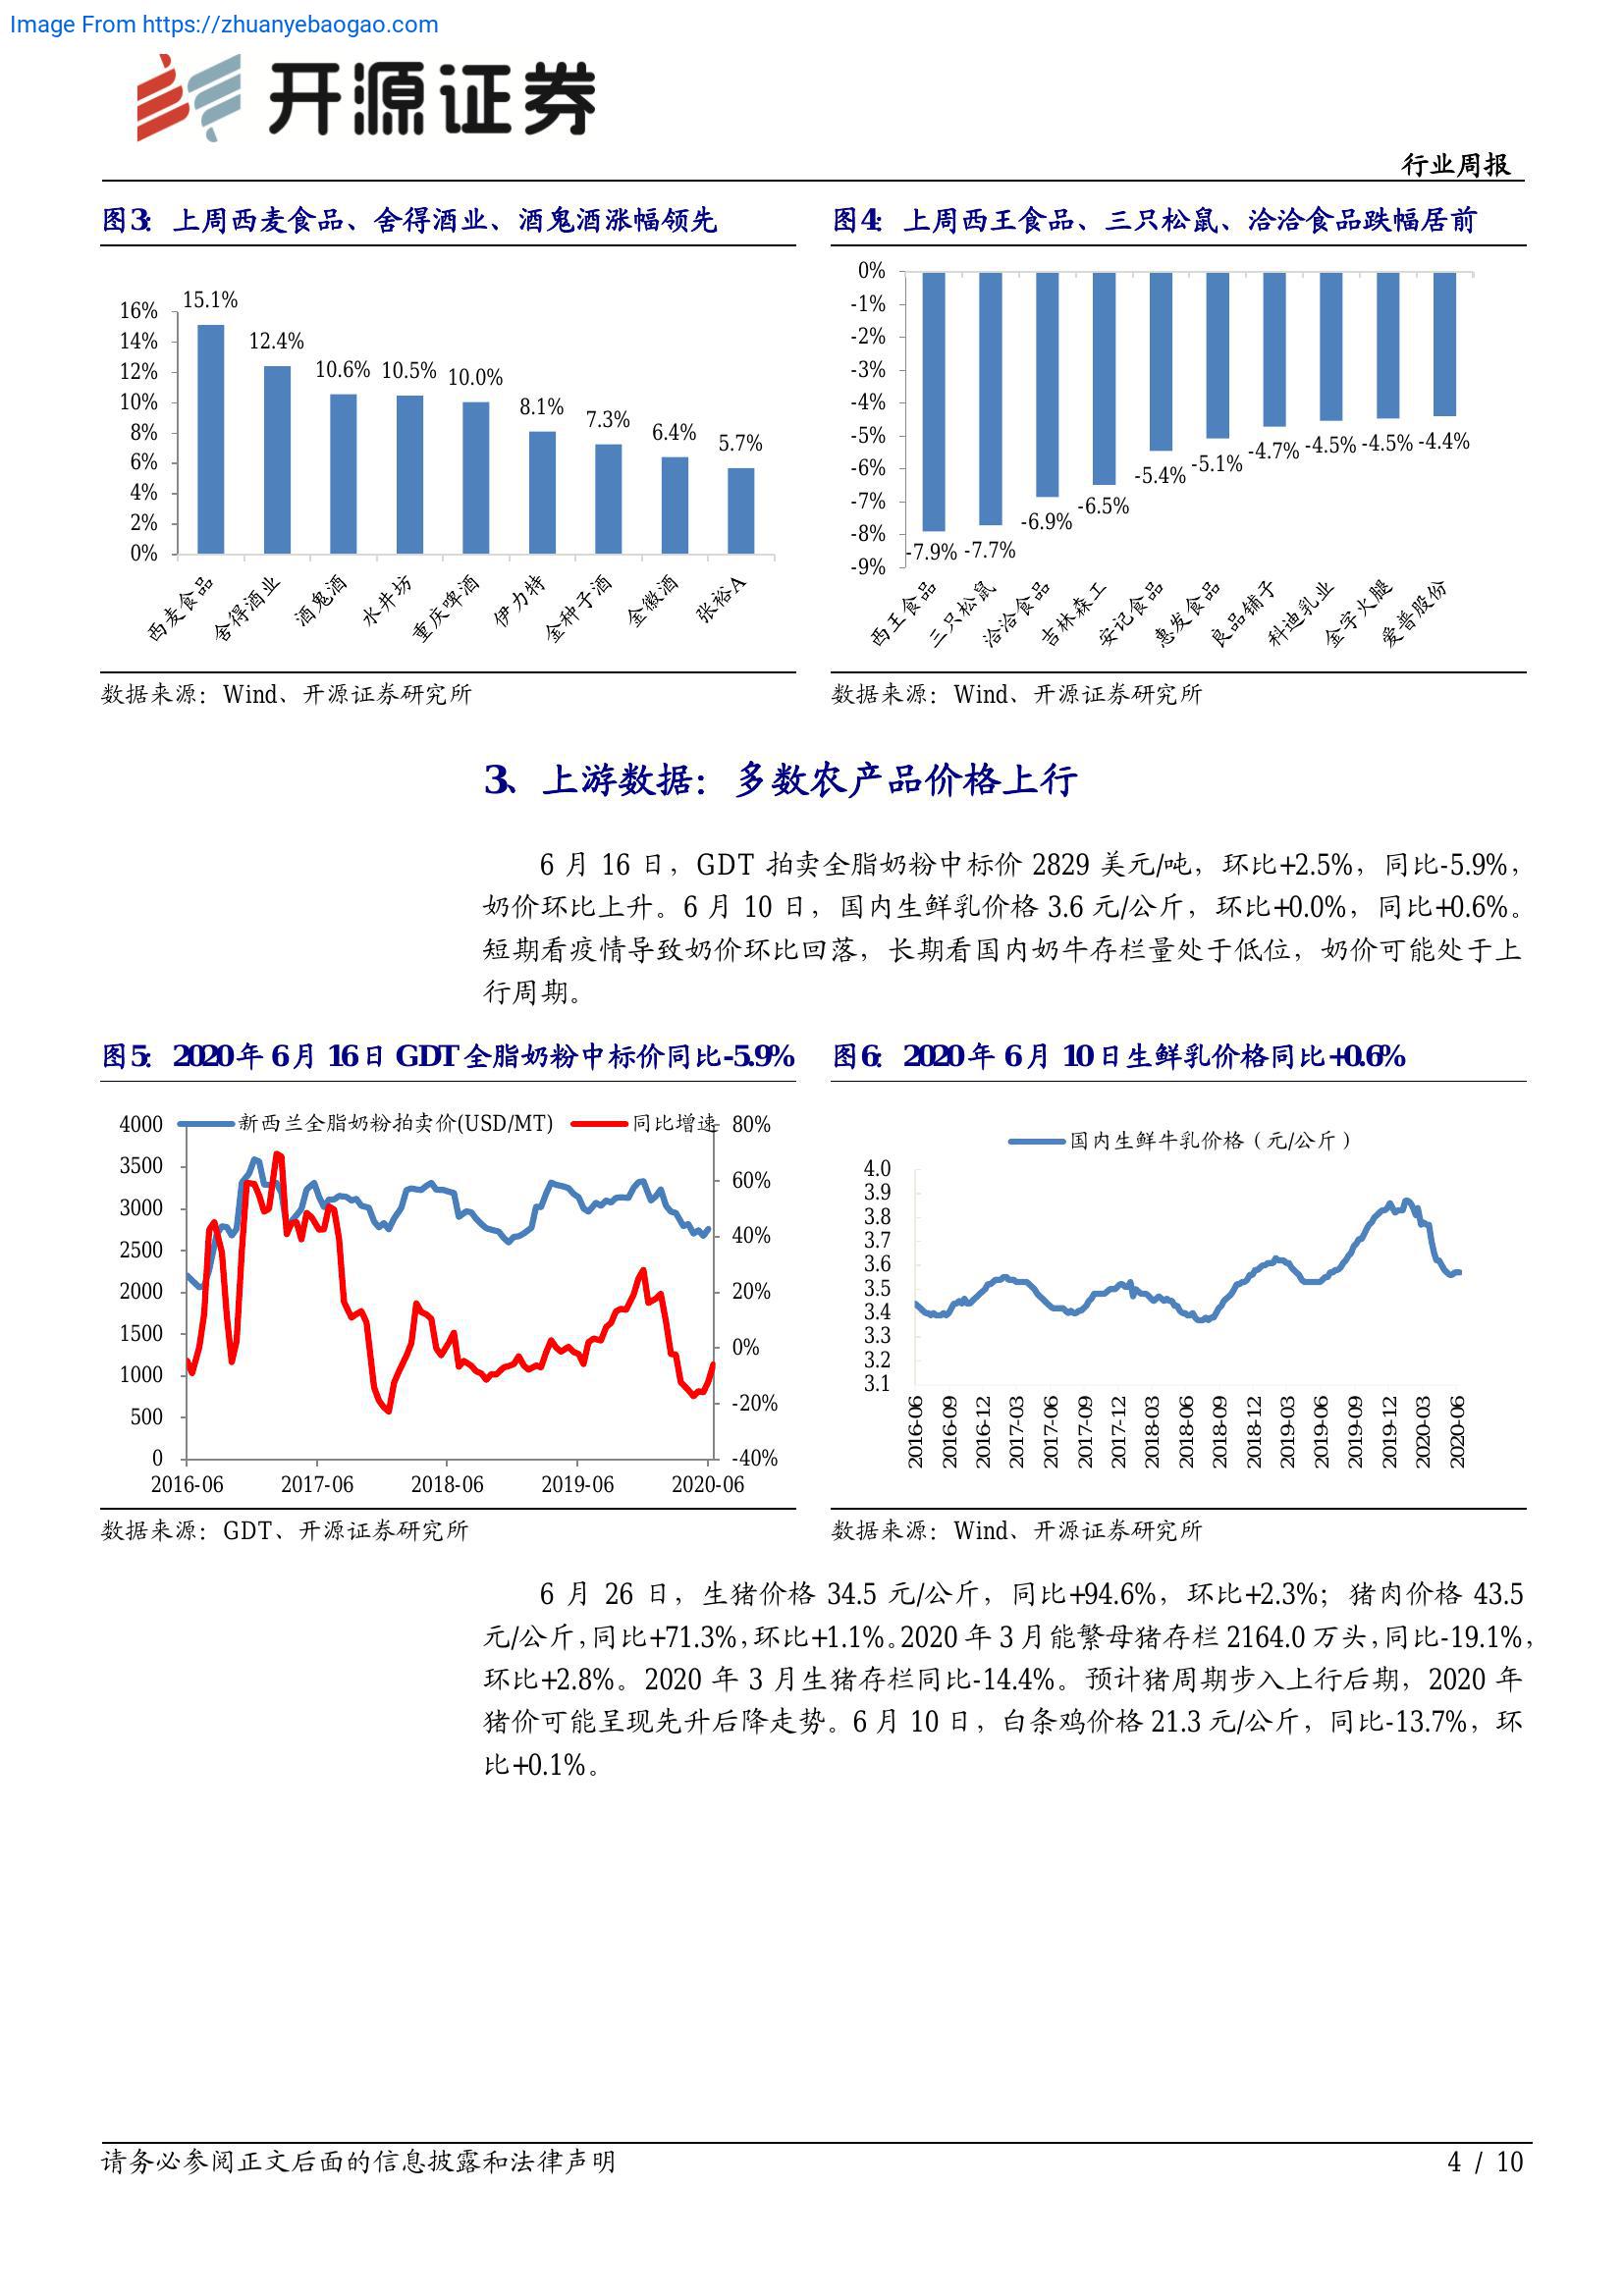 Image From https://zhuanyebaogao.com
开源证券
行业周报
图3： 上周西麦食品、舍得酒业、酒鬼酒涨幅领先
15.1%
12.4%
10.6%
10.5%
10.0%
8.1%
7.3%
6.4%
5.7%
16%
14%
12%
10%
8%
6%
4%
2%
0%
西麦食品
舍得酒业
酒鬼酒
水井坊
重庆啤酒
伊力特
金种子酒
金徽酒
张裕A
数据来源：Wind、开源证券研究所
图4： 上周西王食品、三只松鼠、洽洽食品跌幅居前
0%
-1%
-2%
-3%
-4%
-5%
-6%
-7%
-8%
-9%
-7.9%
-7.7%
-6.9%
-6.5%
-5.4%
-5.1%
-4.7%
-4.5%
-4.5%
-4.4%
西王食品
三只松鼠
洽洽食品
吉林森工
安记食品
惠发食品
良品铺子
科迪乳业
金字火腿
爱普股份
数据来源：Wind、开源证券研究所
3、上游数据：多数农产品价格上行
6 月 16 日，GDT 拍卖全脂奶粉中标价 2829 美元/吨，环比+2.5%，同比-5.9%，
奶价环比上升。6 月 10 日，国内生鲜乳价格 3.6 元/公斤，环比+0.0%，同比+0.6%。
短期看疫情导致奶价环比回落，长期看国内奶牛存栏量处于低位，奶价可能处于上
行周期。
图5： 2020 年 6 月 16 日 GDT 全脂奶粉中标价同比-5.9%
新西兰全脂奶粉拍卖价(USD/MT)
同比增速
4000
3500
3000
2500
2000
1500
1000
500
0
80%
60%
40%
20%
0%
-20%
-40%
2016-06
2017-06
2018-06
2019-06
2020-06
数据来源：GDT、开源证券研究所
图6： 2020 年 6 月 10 日生鲜乳价格同比+0.6%
国内生鲜牛乳价格（元/公斤）
4.0
3.9
3.8
3.7
3.6
3.5
3.4
3.3
3.2
3.1
2016-06
2016-09
2016-12
2017-03
2017-06
2017-09
2017-12
2018-03
2018-06
2018-09
2018-12
2019-03
2019-06
2019-09
2019-12
2020-03
2020-06
数据来源：Wind、开源证券研究所
6 月 26 日，生猪价格 34.5 元/公斤，同比+94.6%，环比+2.3%；猪肉价格 43.5
元/公斤，同比+71.3%，环比+1.1%。2020 年 3 月能繁母猪存栏 2164.0 万头，同比-19.1%，
环比+2.8%。2020 年 3 月生猪存栏同比-14.4%。预计猪周期步入上行后期，2020 年
猪价可能呈现先升后降走势。6 月 10 日，白条鸡价格 21.3 元/公斤，同比-13.7%，环
比+0.1%。
请务必参阅正文后面的信息披露和法律声明
4 / 10